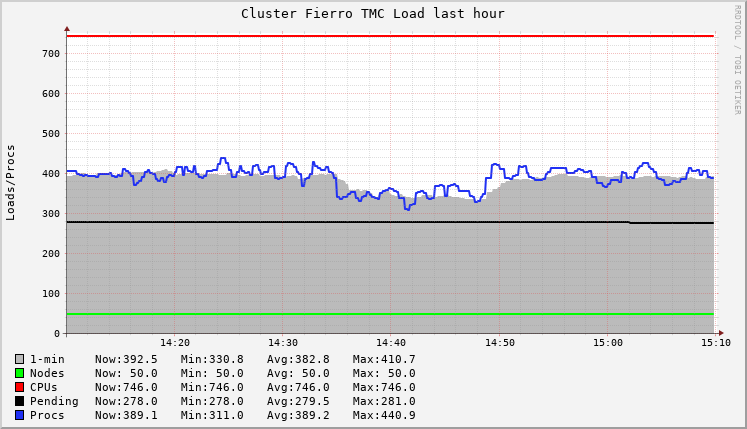 Cluster Fierro TMC Load last hour
RRDTOOL / TOBI OETIKER
Loads/Procs
700
600
500
400
300
200
100
0
14:20 14:30 14:40 14:50 15:00 15:10
1-min Now:392.5 Min:330.8 Avg:382.8 Max:410.7
Nodes Now: 50.0 Min: 50.0 Avg: 50.0 Max: 50.0
CPUs Now:746.0 Min:746.0 Avg:746.0 Max:746.0
Pending Now:278.0 Min:278.0 Avg:279.5 Max:281.0
Procs Now:389.1 Min:311.0 Avg:389.2 Max:440.9